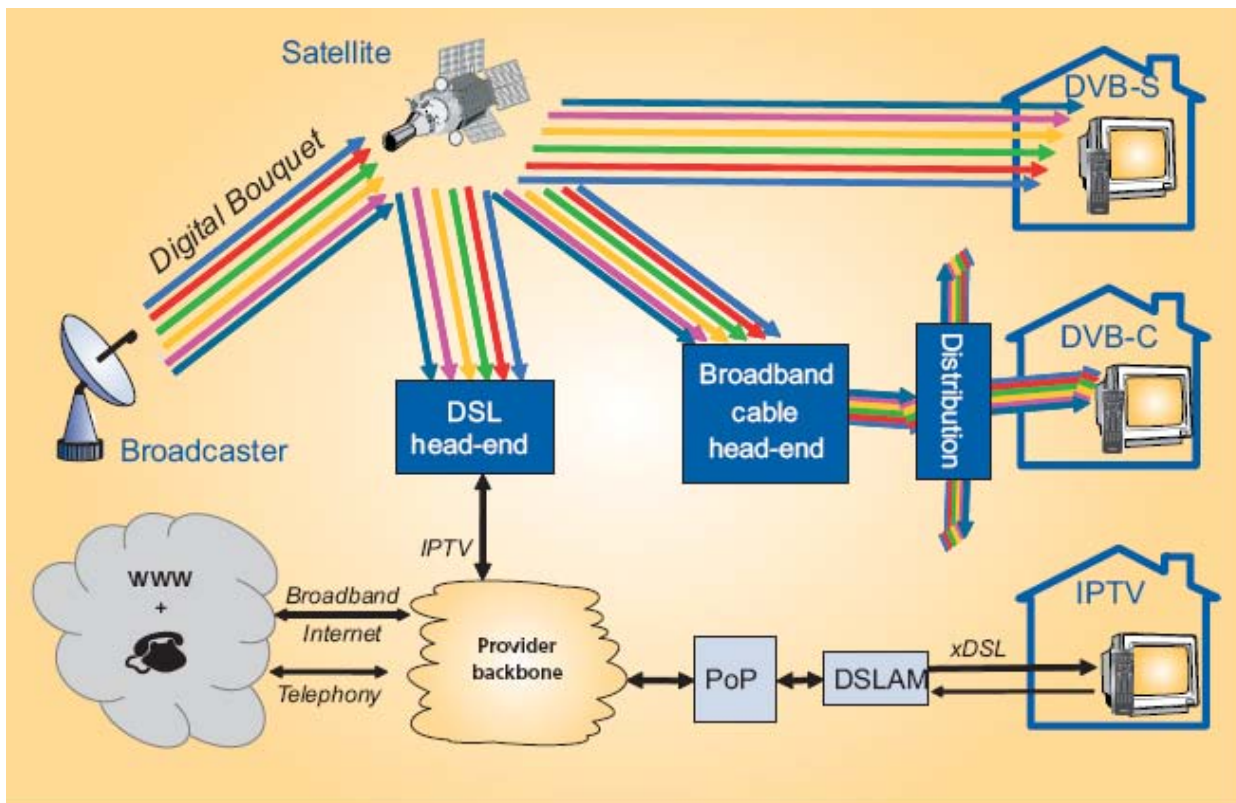 Satellite
DVB-S
Digital Bouquet
Broadcaster
DSL
head-end
Broadband
cable
head-end
Distribution
DVB-C
IPTV
WWW
+
Broadband
Internet
Telephony
Provider
backbone
PoP
DSLAM
xDSL
IPTV